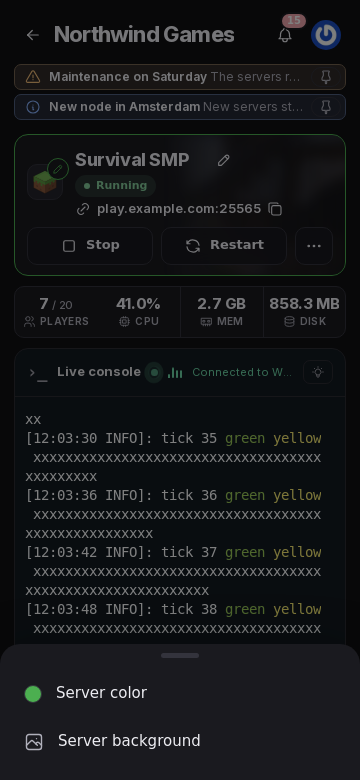 Northwind Games
15
Maintenance on Saturday The servers r...
New node in Amsterdam New servers st...
Survival SMP
Running
play.example.com:25565
Stop
Restart
7 / 20 41.0% 2.7 GB 858.3 MB
PLAYERS CPU MEM DISK
Live console Connected to W...
xx
[12:03:30 INFO]: tick 35 green yellow
xxxxxxxxxxxxxxxxxxxxxxxxxxxxxxxxxxx
xxxxxxxxx
[12:03:36 INFO]: tick 36 green yellow
xxxxxxxxxxxxxxxxxxxxxxxxxxxxxxxxxxx
xxxxxxxxxxxxxxxx
[12:03:42 INFO]: tick 37 green yellow
xxxxxxxxxxxxxxxxxxxxxxxxxxxxxxxxxxx
xxxxxxxxxxxxxxxxxxxxxxx
[12:03:48 INFO]: tick 38 green yellow
xxxxxxxxxxxxxxxxxxxxxxxxxxxxxxxxxxx
Server color
Server background